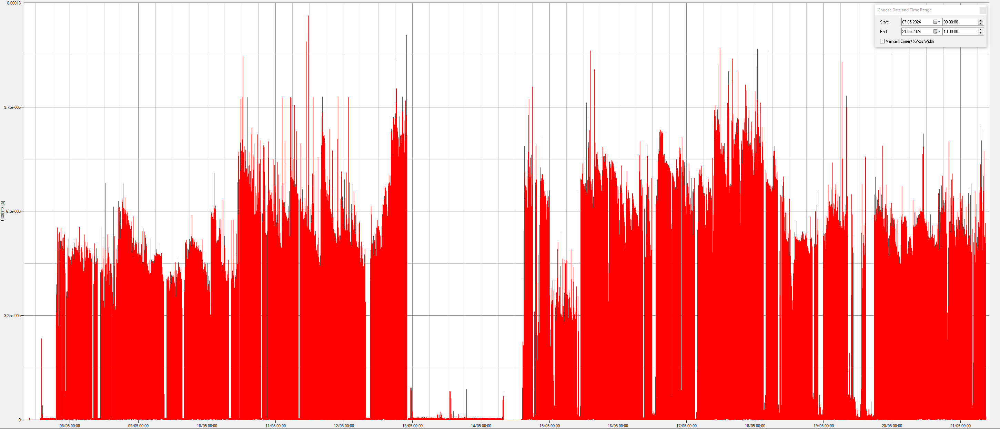 0,00013
Choose Date and Time Range
Start: 07.05.2024 08:00:00
End: 21.05.2024 10:00:00
Maintain Current X-Axis Width
9,75e-005
UX8DT3 [A]
6,5e-005
3,25e-005
0
08/05 00:00 09/05 00:00 10/05 00:00 11/05 00:00 12/05 00:00 13/05 00:00 14/05 00:00 15/05 00:00 16/05 00:00 17/05 00:00 18/05 00:00 19/05 00:00 20/05 00:00 21/05 00:00